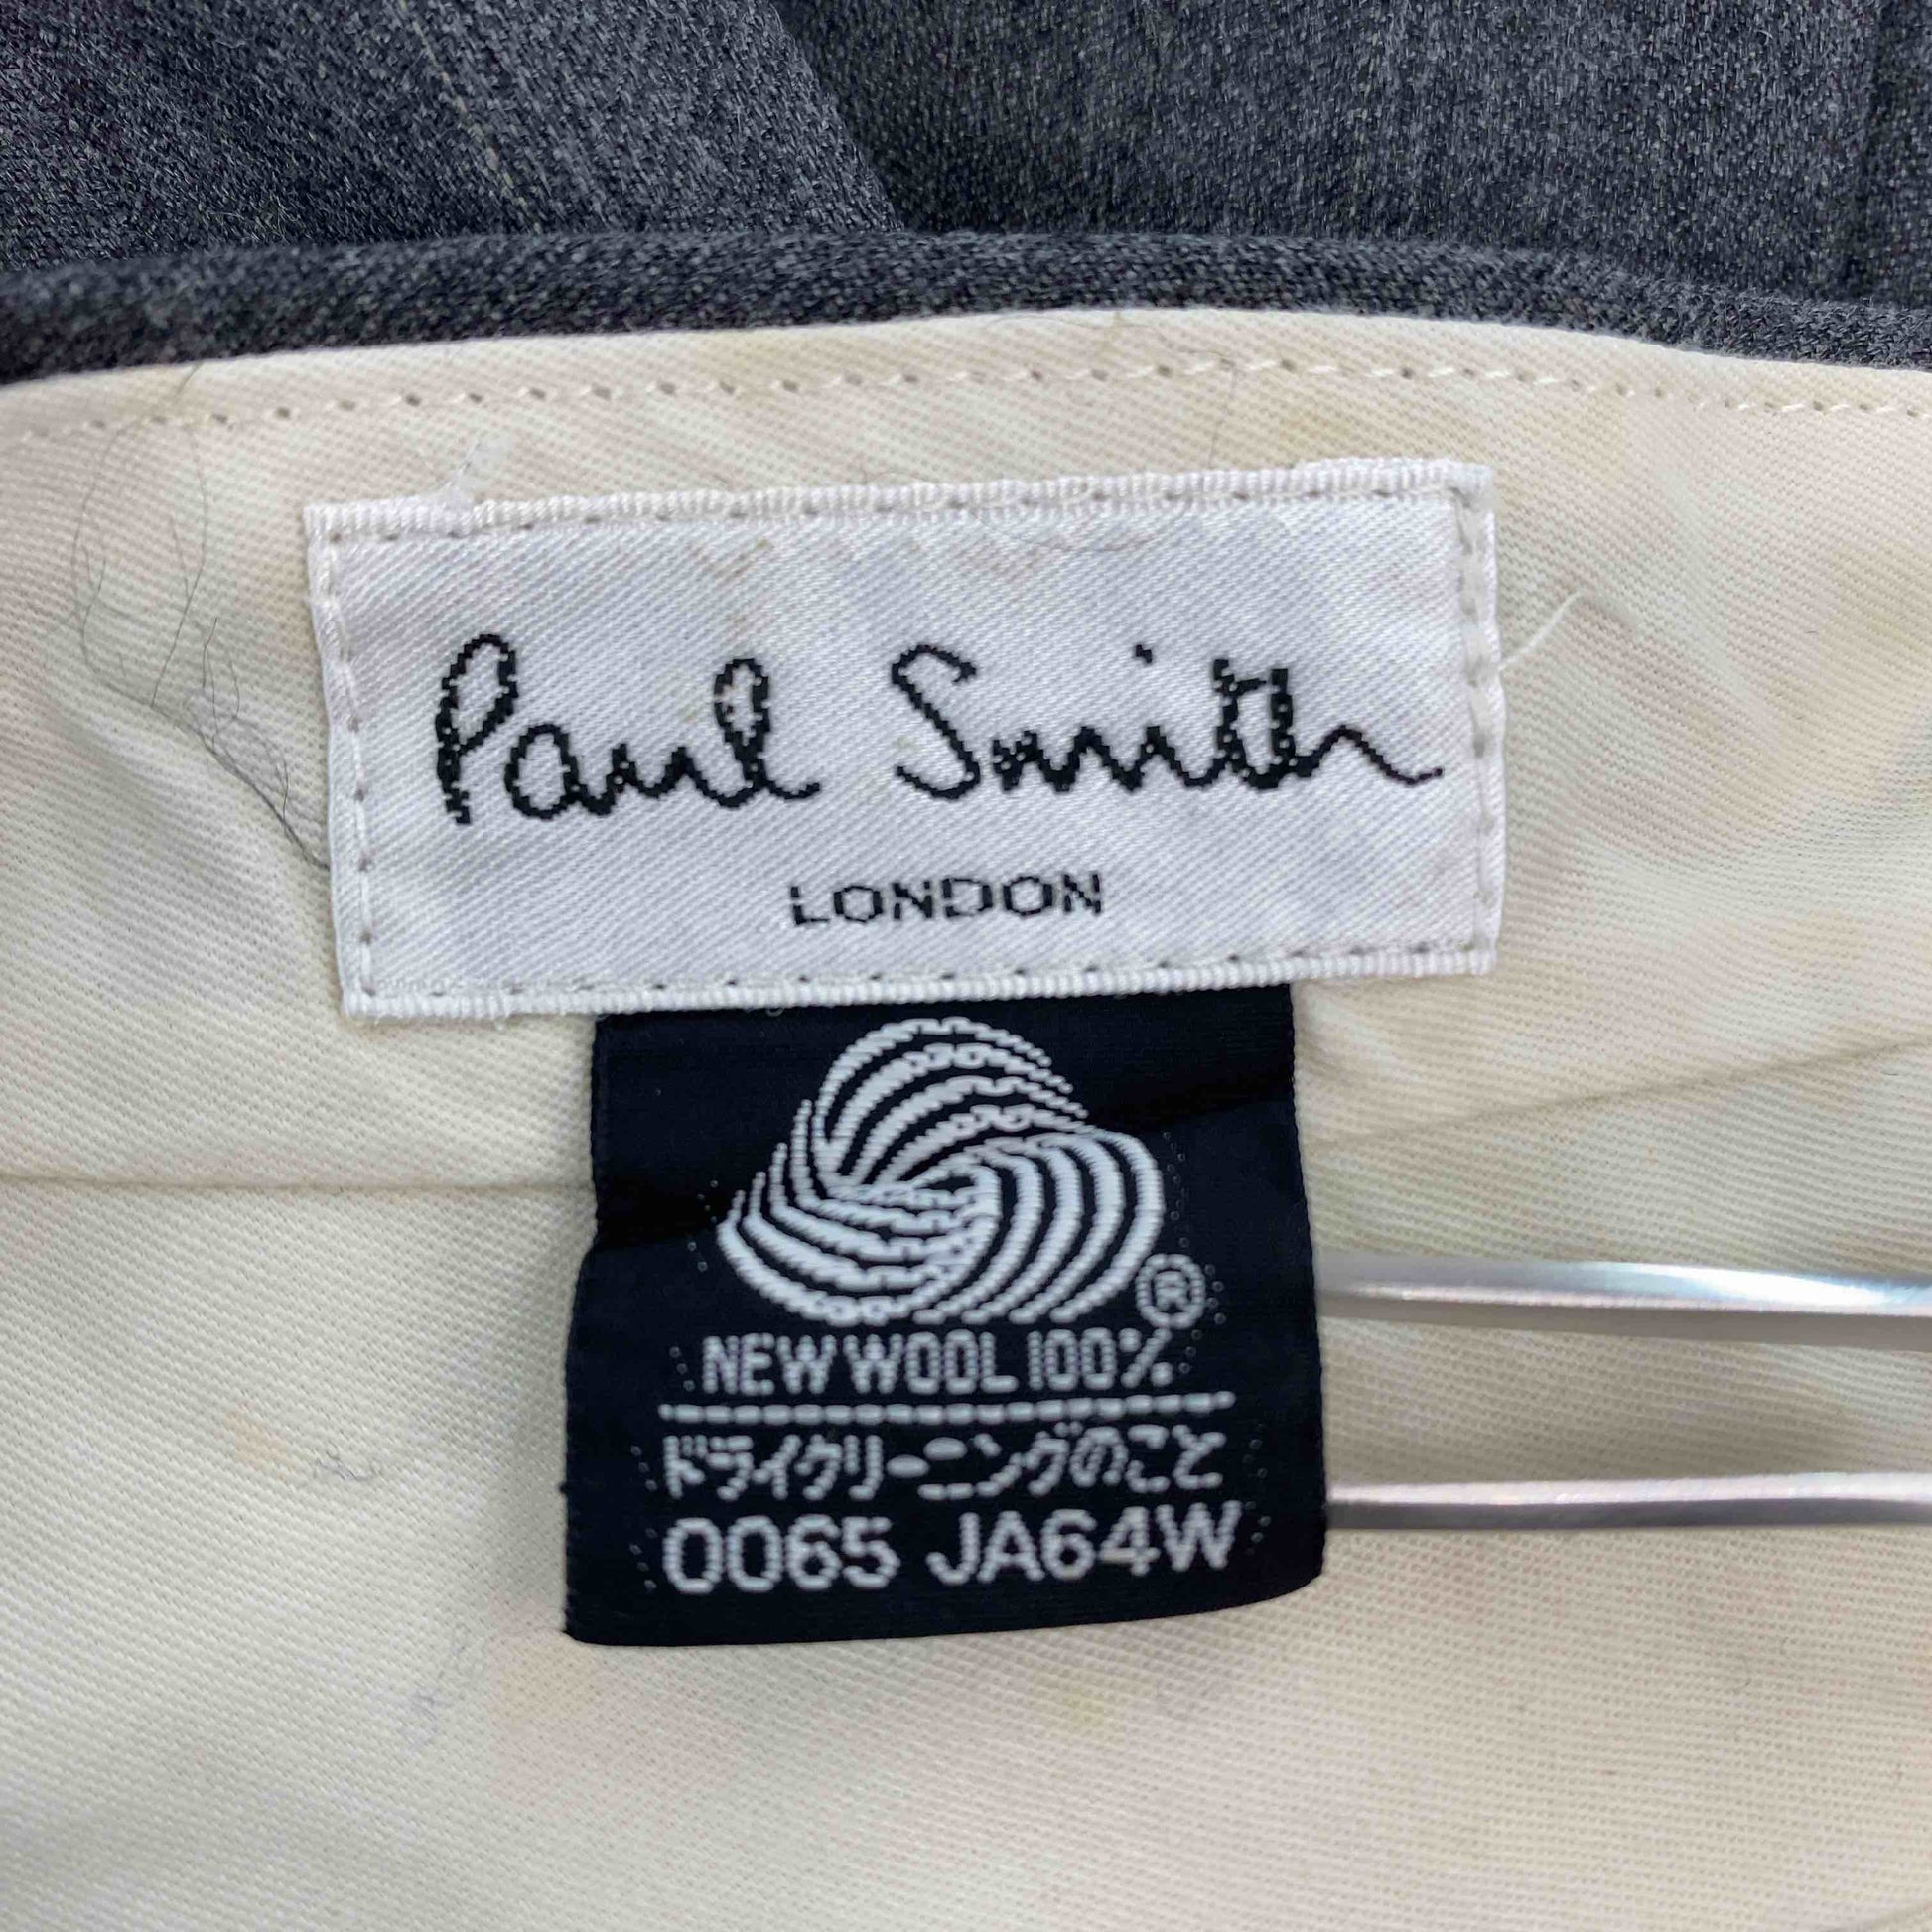 Paul Smith
LONDON
®
NEW WOOL 100%
ドライクリーニングのこと
0065 JA64W